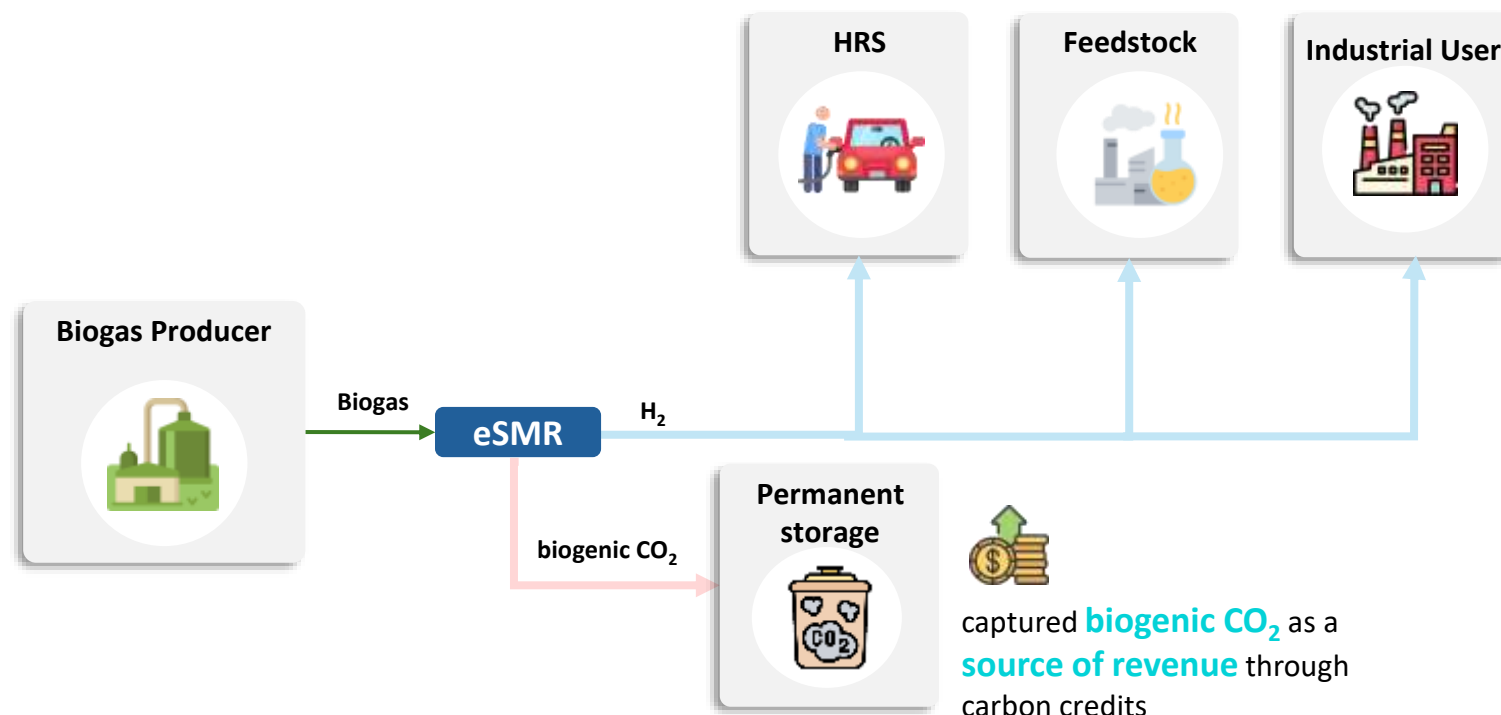 HRS
Feedstock
Industrial User
Biogas Producer
Biogas
eSMR
H₂
biogenic CO₂
Permanent
storage
CO₂
captured biogenic CO₂ as a
source of revenue through
carbon credits